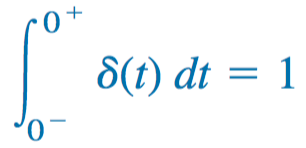 ∫_{0^-}^{0^+} δ(t) dt = 1